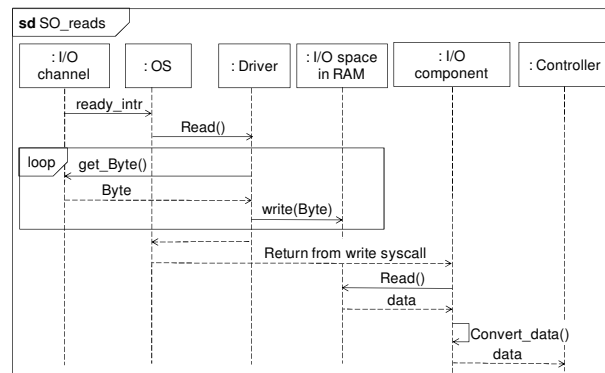 sd SO_reads
: I/O
channel
: OS
: Driver
: I/O space
in RAM
: I/O
component
: Controller
ready_intr
Read()
loop
get_Byte()
Byte
write(Byte)
Return from write syscall
Read()
data
Convert_data()
data